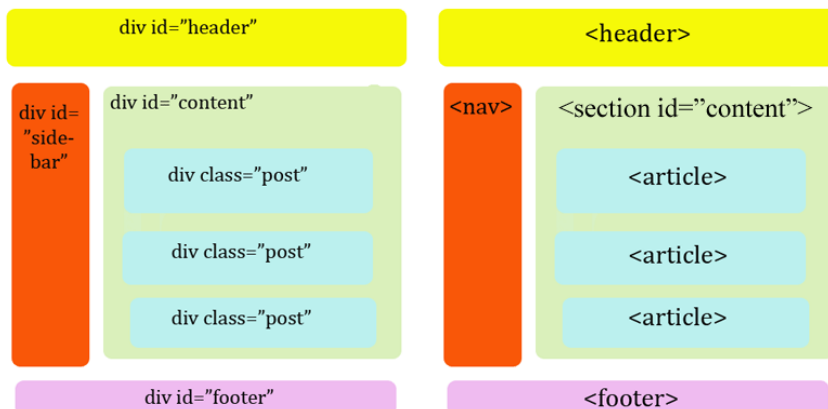 div id=”header”
div id=
”side-
bar”
div id=”content”
div class=”post”
div class=”post”
div class=”post”
div id=”footer”
<header>
<nav>
<section id=”content”>
<article>
<article>
<article>
<footer>